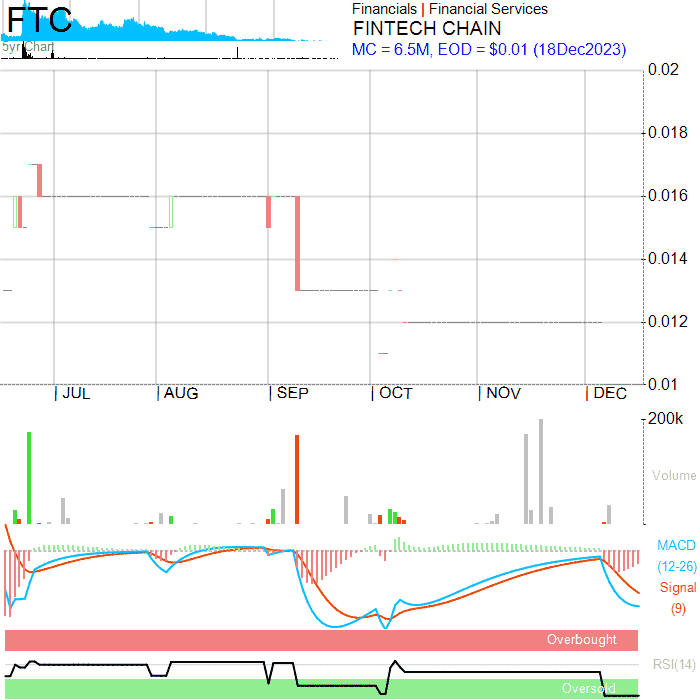 FTC
5yr Chart
Financials | Financial Services
FINTECH CHAIN
MC = 6.5M, EOD = $0.01 (18Dec2023)
0.02
0.018
0.016
0.014
0.012
0.01
| JUL | AUG | SEP | OCT | NOV | DEC
200k
Volume
MACD
(12-26)
Signal
(9)
Overbought
RSI(14)
Oversold